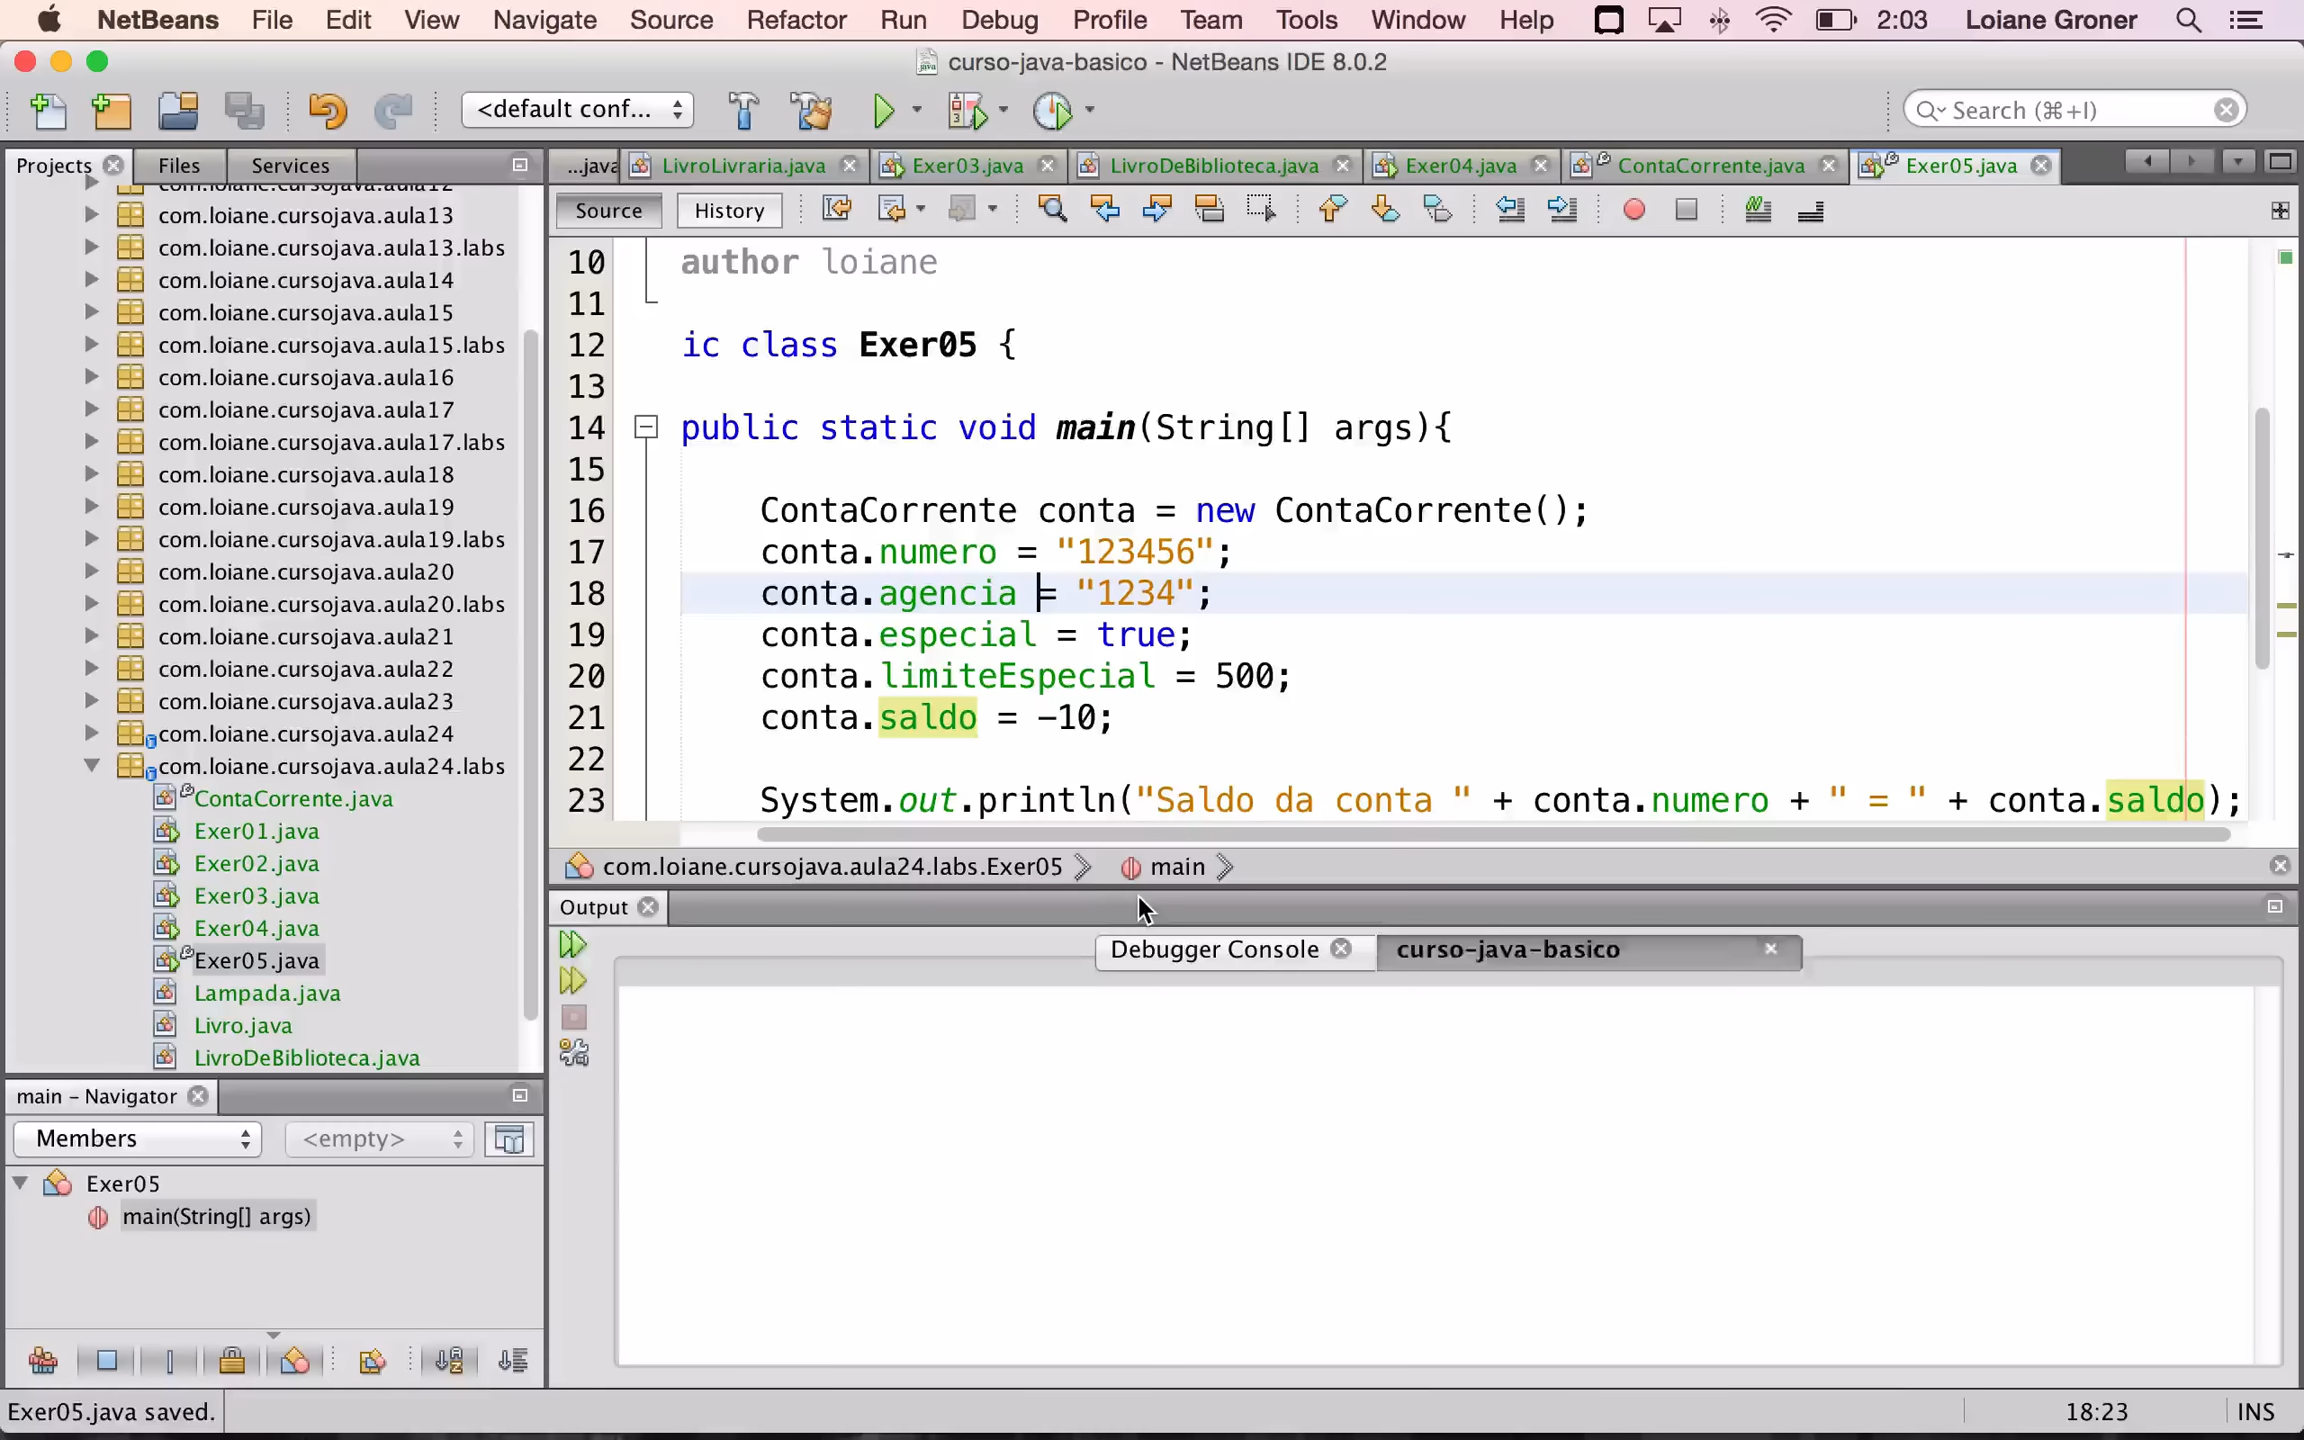 NetBeans File Edit View Navigate Source Refactor Run Debug Profile Team Tools Window Help 2:03 Loiane Groner
curso-java-basico - NetBeans IDE 8.0.2
<default conf... Search (⌘+I)
Projects Files Services
...java LivroLivraria.java Exer03.java LivroDeBiblioteca.java Exer04.java ContaCorrente.java Exer05.java
Source History
com.loiane.cursojava.aula12
com.loiane.cursojava.aula13
com.loiane.cursojava.aula13.labs
com.loiane.cursojava.aula14
com.loiane.cursojava.aula15
com.loiane.cursojava.aula15.labs
com.loiane.cursojava.aula16
com.loiane.cursojava.aula17
com.loiane.cursojava.aula17.labs
com.loiane.cursojava.aula18
com.loiane.cursojava.aula19
com.loiane.cursojava.aula19.labs
com.loiane.cursojava.aula20
com.loiane.cursojava.aula20.labs
com.loiane.cursojava.aula21
com.loiane.cursojava.aula22
com.loiane.cursojava.aula23
com.loiane.cursojava.aula24
com.loiane.cursojava.aula24.labs
ContaCorrente.java
Exer01.java
Exer02.java
Exer03.java
Exer04.java
Exer05.java
Lampada.java
Livro.java
LivroDeBiblioteca.java
10 author loiane
11
12 ic class Exer05 {
13
14 public static void main(String[] args){
15
16 ContaCorrente conta = new ContaCorrente();
17 conta.numero = "123456";
18 conta.agencia = "1234";
19 conta.especial = true;
20 conta.limiteEspecial = 500;
21 conta.saldo = -10;
22
23 System.out.println("Saldo da conta " + conta.numero + " = " + conta.saldo);
com.loiane.cursojava.aula24.labs.Exer05 main
Output
Debugger Console curso-java-basico
main - Navigator
Members <empty>
Exer05
main(String[] args)
Exer05.java saved. 18:23 INS